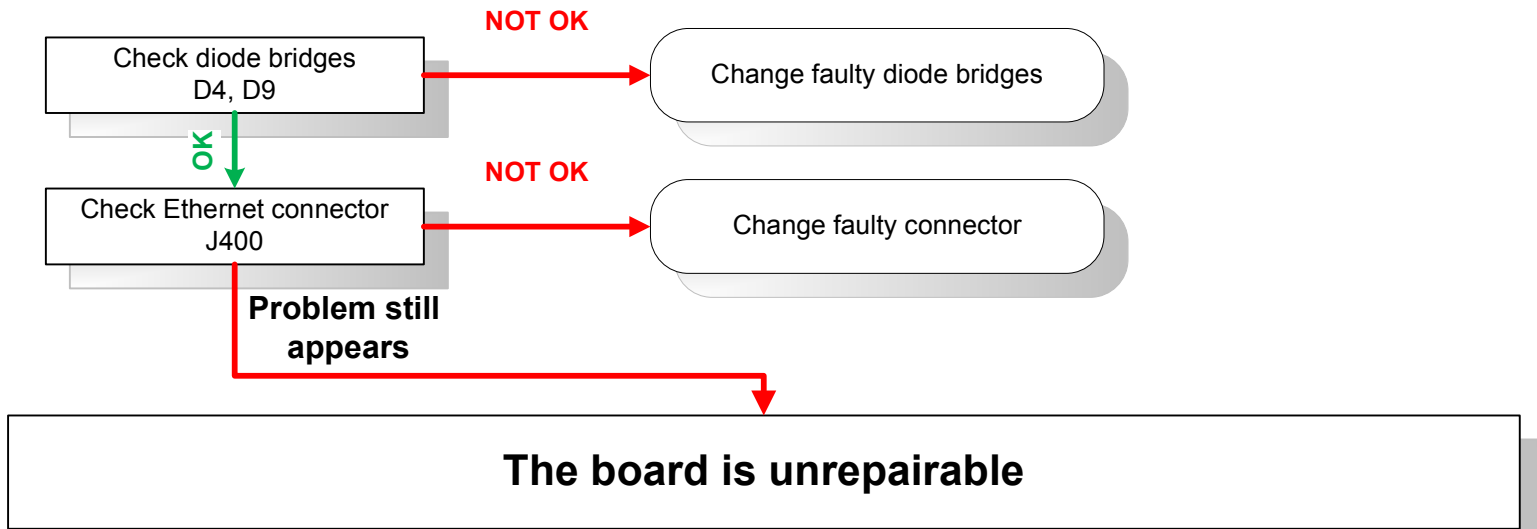 NOT OK
Check diode bridges
D4, D9
Change faulty diode bridges
OK
NOT OK
Check Ethernet connector
J400
Change faulty connector
Problem still
appears
The board is unrepairable